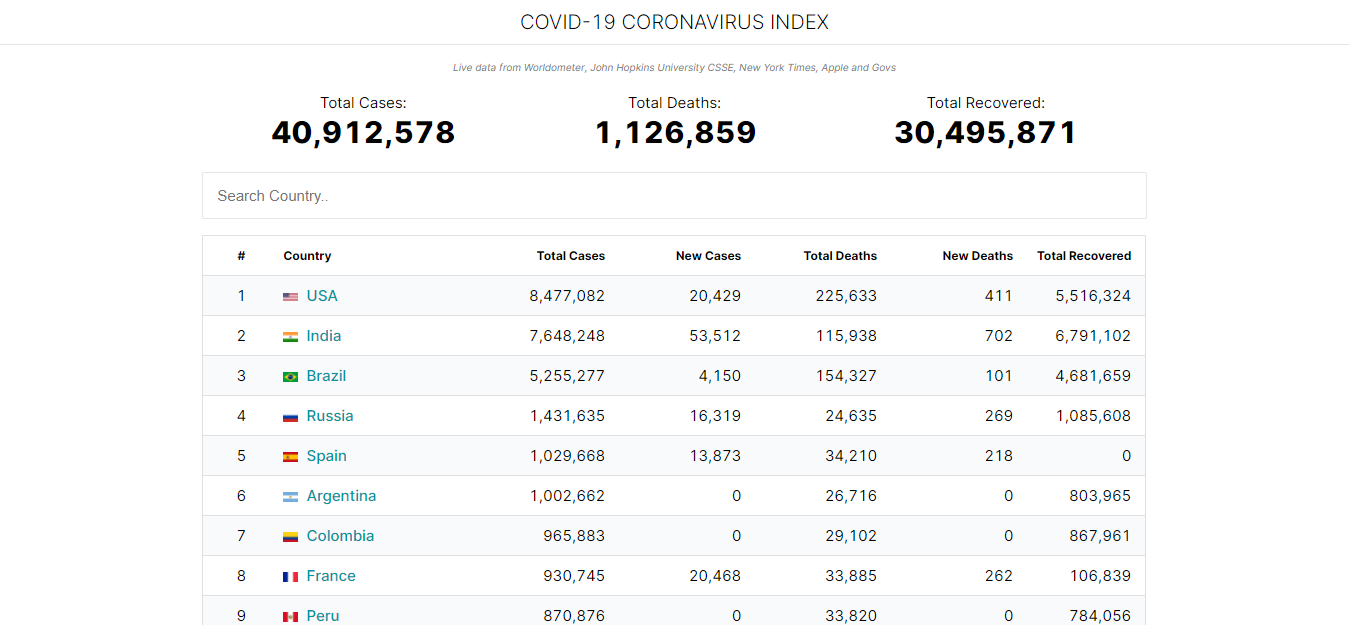 COVID-19 CORONAVIRUS INDEX
Live data from Worldometer, John Hopkins University CSSE, New York Times, Apple and Govs
Total Cases: Total Deaths: Total Recovered:
40,912,578 1,126,859 30,495,871
Search Country..
# Country Total Cases New Cases Total Deaths New Deaths Total Recovered
1 USA 8,477,082 20,429 225,633 411 5,516,324
2 India 7,648,248 53,512 115,938 702 6,791,102
3 Brazil 5,255,277 4,150 154,327 101 4,681,659
4 Russia 1,431,635 16,319 24,635 269 1,085,608
5 Spain 1,029,668 13,873 34,210 218 0
6 Argentina 1,002,662 0 26,716 0 803,965
7 Colombia 965,883 0 29,102 0 867,961
8 France 930,745 20,468 33,885 262 106,839
9 Peru 870,876 0 33,820 0 784,056